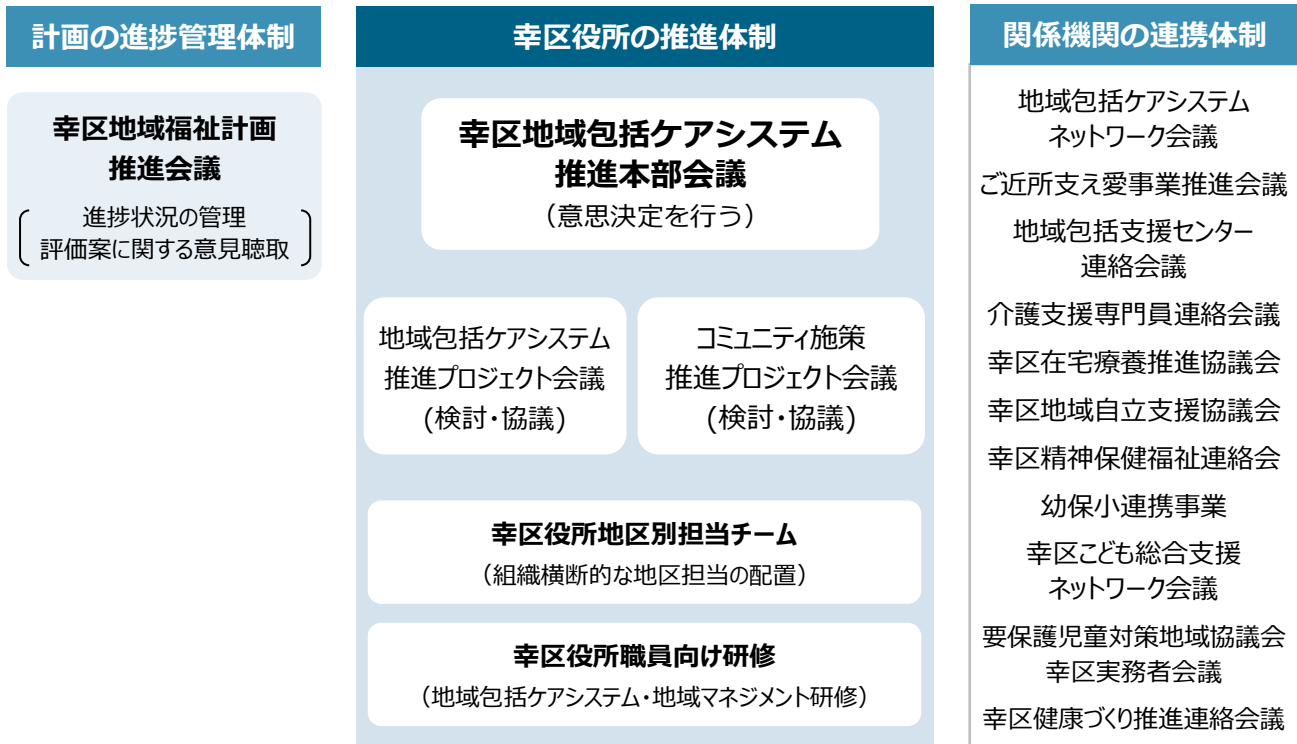 計画の進捗管理体制
幸区地域福祉計画
推進会議
進捗状況の管理
評価案に関する意見聴取
幸区役所の推進体制
幸区地域包括ケアシステム
推進本部会議
（意思決定を行う）
地域包括ケアシステム
推進プロジェクト会議
(検討・協議)
コミュニティ施策
推進プロジェクト会議
(検討・協議)
幸区役所地区別担当チーム
（組織横断的な地区担当の配置）
幸区役所職員向け研修
（地域包括ケアシステム・地域マネジメント研修）
関係機関の連携体制
地域包括ケアシステム
ネットワーク会議
ご近所支え愛事業推進会議
地域包括支援センター
連絡会議
介護支援専門員連絡会議
幸区在宅療養推進協議会
幸区地域自立支援協議会
幸区精神保健福祉連絡会
幼保小連携事業
幸区こども総合支援
ネットワーク会議
要保護児童対策地域協議会
幸区実務者会議
幸区健康づくり推進連絡会議